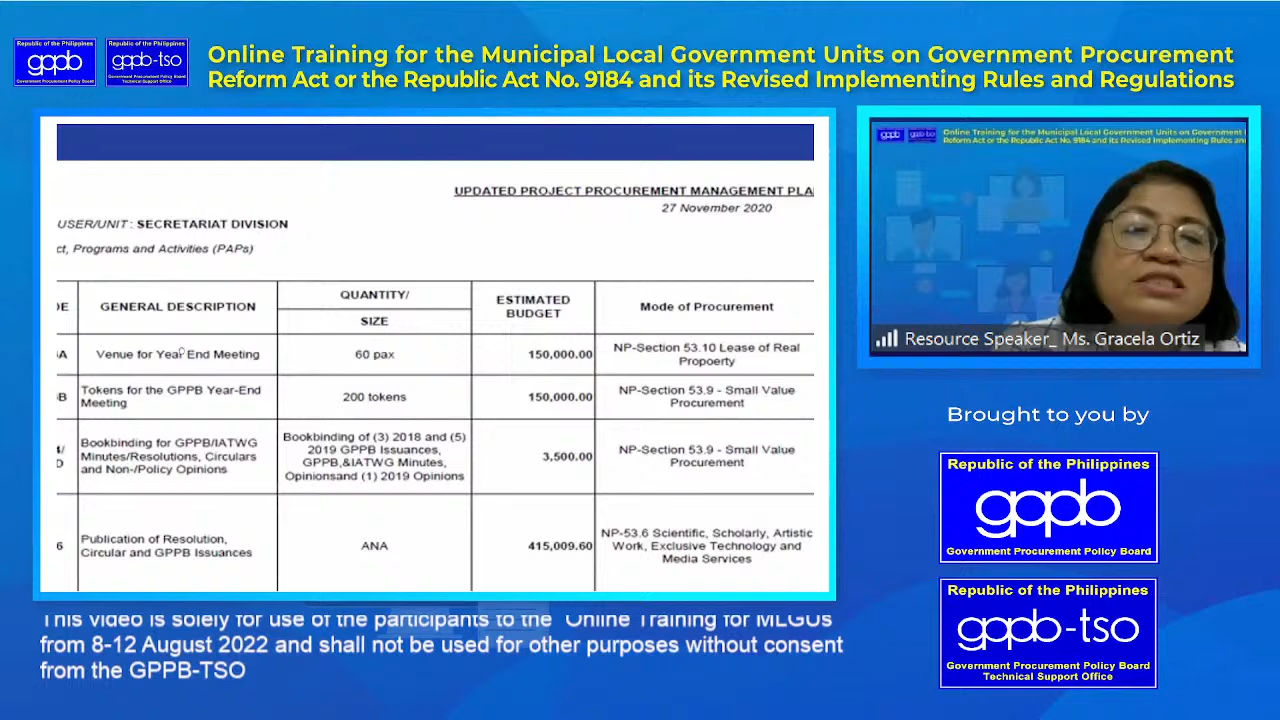 Republic of the Philippines
gppb
Government Procurement Policy Board
Republic of the Philippines
gppb-tso
Government Procurement Policy Board
Technical Support Office
Online Training for the Municipal Local Government Units on Government Procurement
Reform Act or the Republic Act No. 9184 and its Revised Implementing Rules and Regulations
UPDATED PROJECT PROCUREMENT MANAGEMENT PLA
27 November 2020
USER/UNIT: SECRETARIAT DIVISION
ct, Programs and Activities (PAPs)
DE
GENERAL DESCRIPTION
QUANTITY/
SIZE
ESTIMATED
BUDGET
Mode of Procurement
Venue for Year End Meeting
60 pax
150,000.00
NP-Section 53.10 Lease of Real
Propoerty
Tokens for the GPPB Year-End
Meeting
200 tokens
150,000.00
NP-Section 53.9 - Small Value
Procurement
Bookbinding for GPPB/IATWG
Minutes/Resolutions, Circulars
and Non-/Policy Opinions
Bookbinding of (3) 2018 and (5)
2019 GPPB Issuances,
GPPB,&IATWG Minutes,
Opinionsand (1) 2019 Opinions
3,500.00
NP-Section 53.9 - Small Value
Procurement
6
Publication of Resolution,
Circular and GPPB Issuances
ANA
415,009.60
NP-53.6 Scientific, Scholarly, Artistic
Work, Exclusive Technology and
Media Services
Online Training for the Municipal Local Government Units on Government
Reform Act or the Republic Act No. 9184 and its Revised Implementing Rules an
Resource Speaker_ Ms. Gracela Ortiz
Brought to you by
Republic of the Philippines
gppb
Government Procurement Policy Board
Republic of the Philippines
gppb-tso
Government Procurement Policy Board
Technical Support Office
This video is solely for use of the participants to the "Online Training for MLGUs
from 8-12 August 2022 and shall not be used for other purposes without consent
from the GPPB-TSO